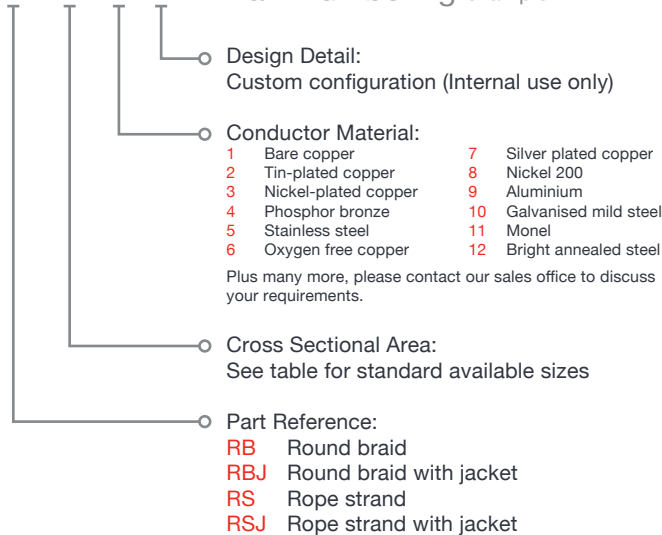 Design Detail:
Custom configuration (Internal use only)
Conductor Material:
1 Bare copper
2 Tin-plated copper
3 Nickel-plated copper
4 Phosphor bronze
5 Stainless steel
6 Oxygen free copper
7 Silver plated copper
8 Nickel 200
9 Aluminium
10 Galvanised mild steel
11 Monel
12 Bright annealed steel
Plus many more, please contact our sales office to discuss
your requirements.
Cross Sectional Area:
See table for standard available sizes
Part Reference:
RB Round braid
RBJ Round braid with jacket
RS Rope strand
RSJ Rope strand with jacket